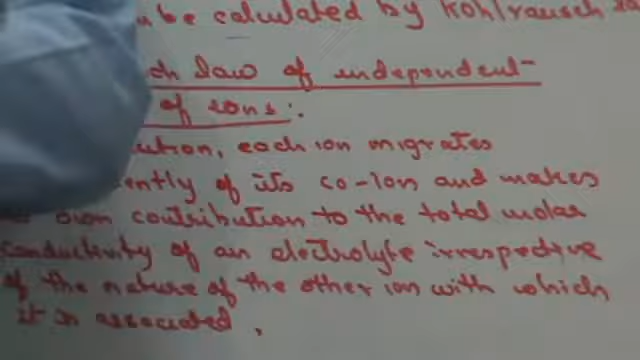 be calculated by Kohlrausch
law of independent-
of ions:.
each ion migrates
of its co-ion and makes
own contribution to the total molar
conductivity of an electrolyte irrespective
of the nature of the other ion with which
it is associated,